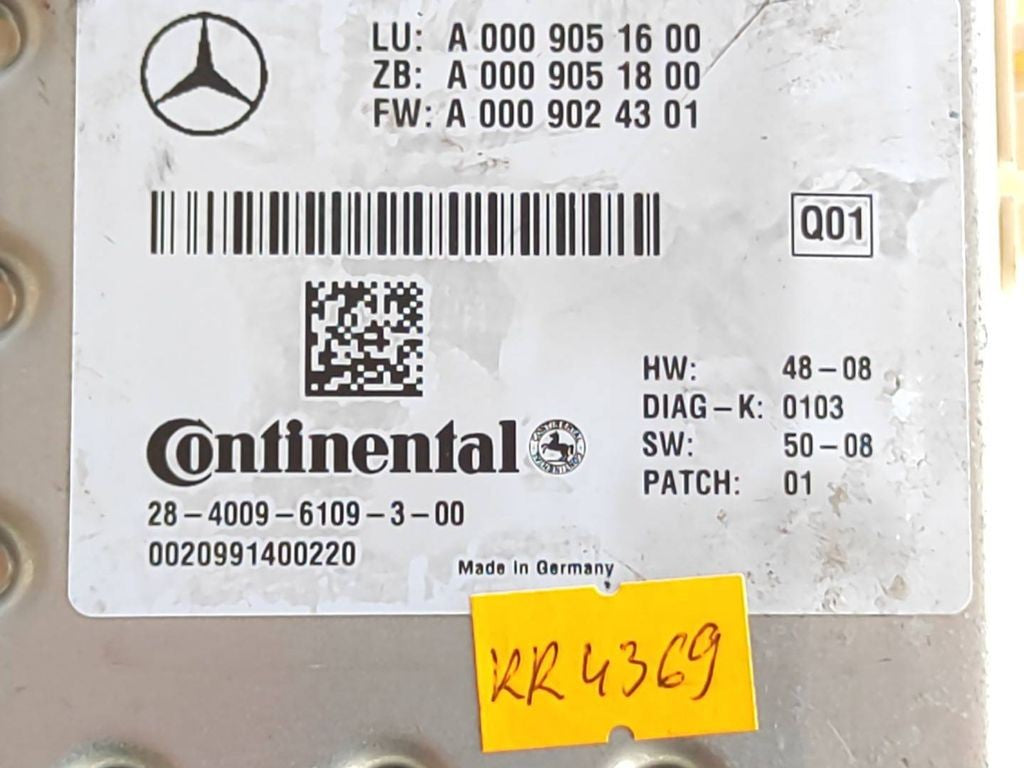 LU: A 000 905 16 00
ZB: A 000 905 18 00
FW: A 000 902 43 01
Q01
HW: 48-08
DIAG-K: 0103
SW: 50-08
PATCH: 01
Continental
28-4009-6109-3-00
0020991400220
Made in Germany
KR 4369